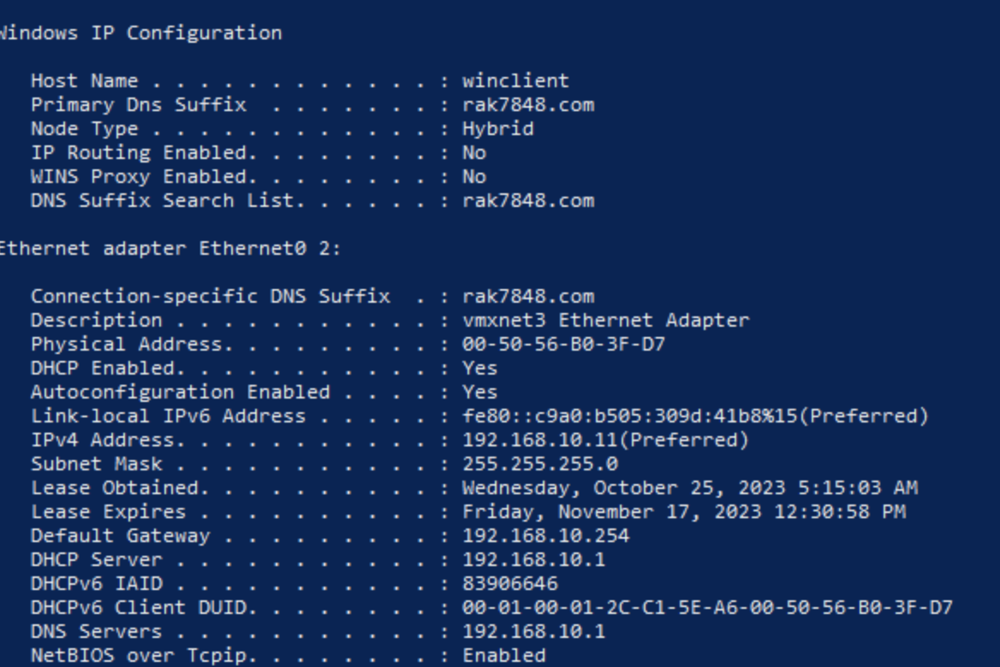 Windows IP Configuration
Host Name . . . . . . . . . . . . : winclient
Primary Dns Suffix  . . . . . . . : rak7848.com
Node Type . . . . . . . . . . . . : Hybrid
IP Routing Enabled. . . . . . . . : No
WINS Proxy Enabled. . . . . . . . : No
DNS Suffix Search List. . . . . . : rak7848.com
Ethernet adapter Ethernet0 2:
Connection-specific DNS Suffix  . : rak7848.com
Description . . . . . . . . . . . : vmxnet3 Ethernet Adapter
Physical Address. . . . . . . . . : 00-50-56-B0-3F-D7
DHCP Enabled. . . . . . . . . . . : Yes
Autoconfiguration Enabled . . . . : Yes
Link-local IPv6 Address . . . . . : fe80::c9a0:b505:309d:41b8%15(Preferred)
IPv4 Address. . . . . . . . . . . : 192.168.10.11(Preferred)
Subnet Mask . . . . . . . . . . . : 255.255.255.0
Lease Obtained. . . . . . . . . . : Wednesday, October 25, 2023 5:15:03 AM
Lease Expires . . . . . . . . . . : Friday, November 17, 2023 12:30:58 PM
Default Gateway . . . . . . . . . : 192.168.10.254
DHCP Server . . . . . . . . . . . : 192.168.10.1
DHCPv6 IAID . . . . . . . . . . . : 83906646
DHCPv6 Client DUID. . . . . . . . : 00-01-00-01-2C-C1-5E-A6-00-50-56-B0-3F-D7
DNS Servers . . . . . . . . . . . : 192.168.10.1
NetBIOS over Tcpip. . . . . . . . : Enabled